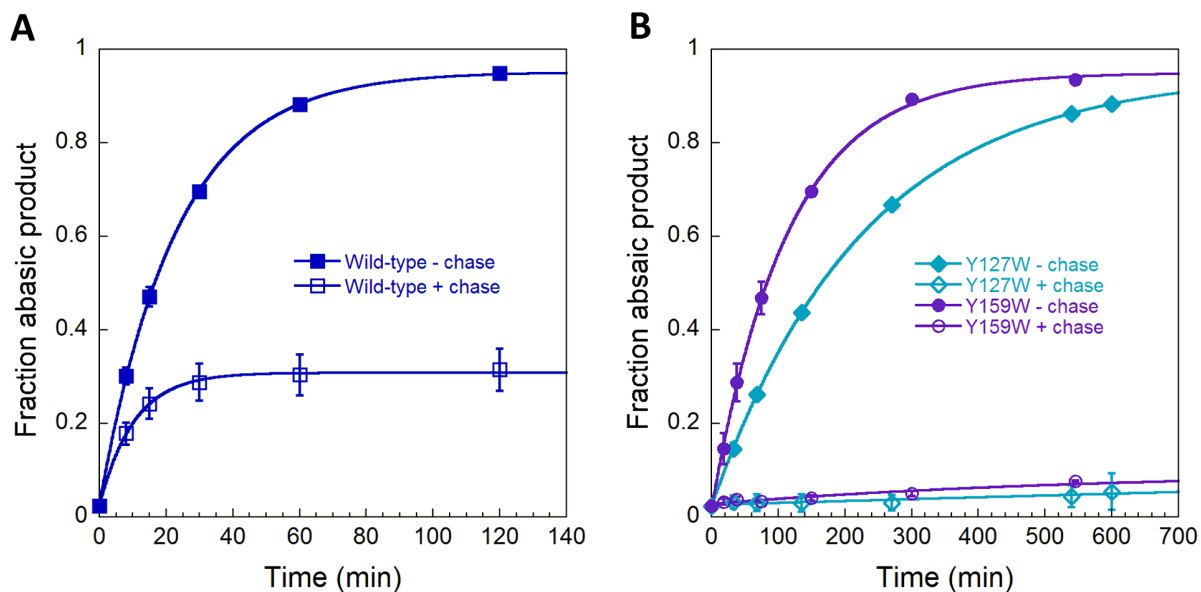 A
Fraction abasic product
1
0.8
0.6
0.4
0.2
0
Wild-type - chase
Wild-type + chase
0 20 40 60 80 100 120 140
Time (min)
B
Fraction absaic product
1
0.8
0.6
0.4
0.2
0
Y127W - chase
Y127W + chase
Y159W - chase
Y159W + chase
0 100 200 300 400 500 600 700
Time (min)